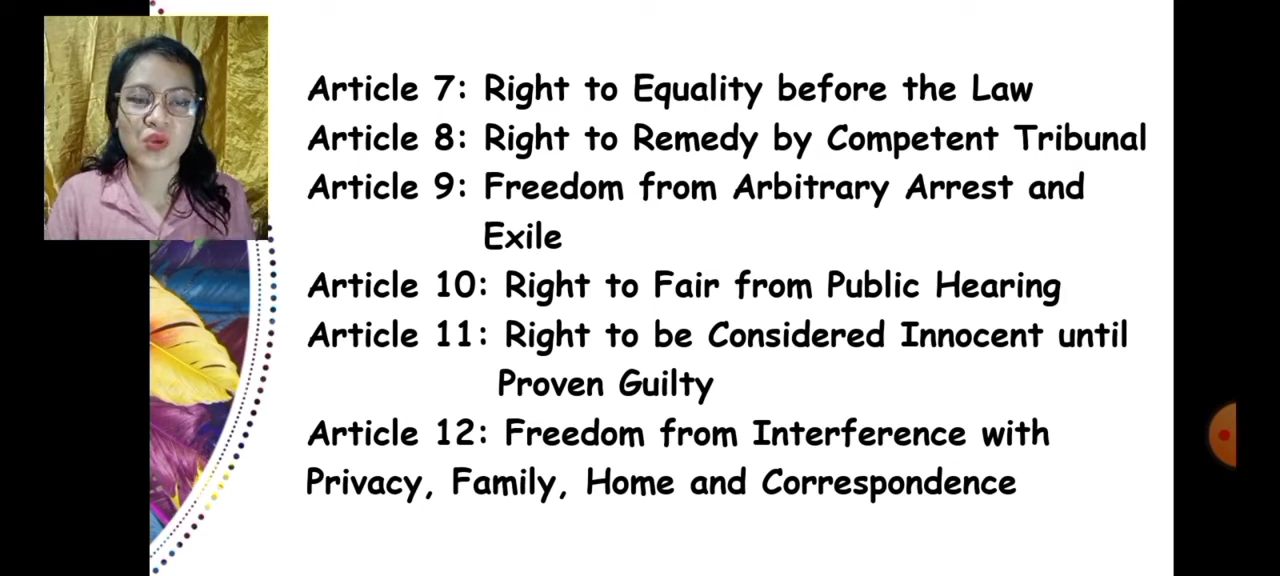 Article 7: Right to Equality before the Law
Article 8: Right to Remedy by Competent Tribunal
Article 9: Freedom from Arbitrary Arrest and
Exile
Article 10: Right to Fair from Public Hearing
Article 11: Right to be Considered Innocent until
Proven Guilty
Article 12: Freedom from Interference with
Privacy, Family, Home and Correspondence